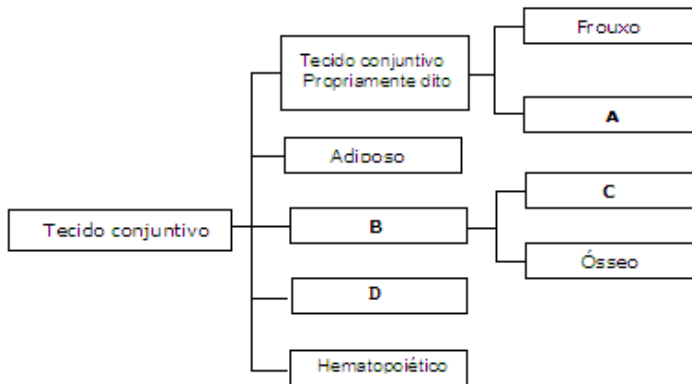 Frouxo
Tecido conjuntivo
Propriamente dito
A
Adiposo
C
Tecido conjuntivo
B
Ósseo
D
Hematopoiético